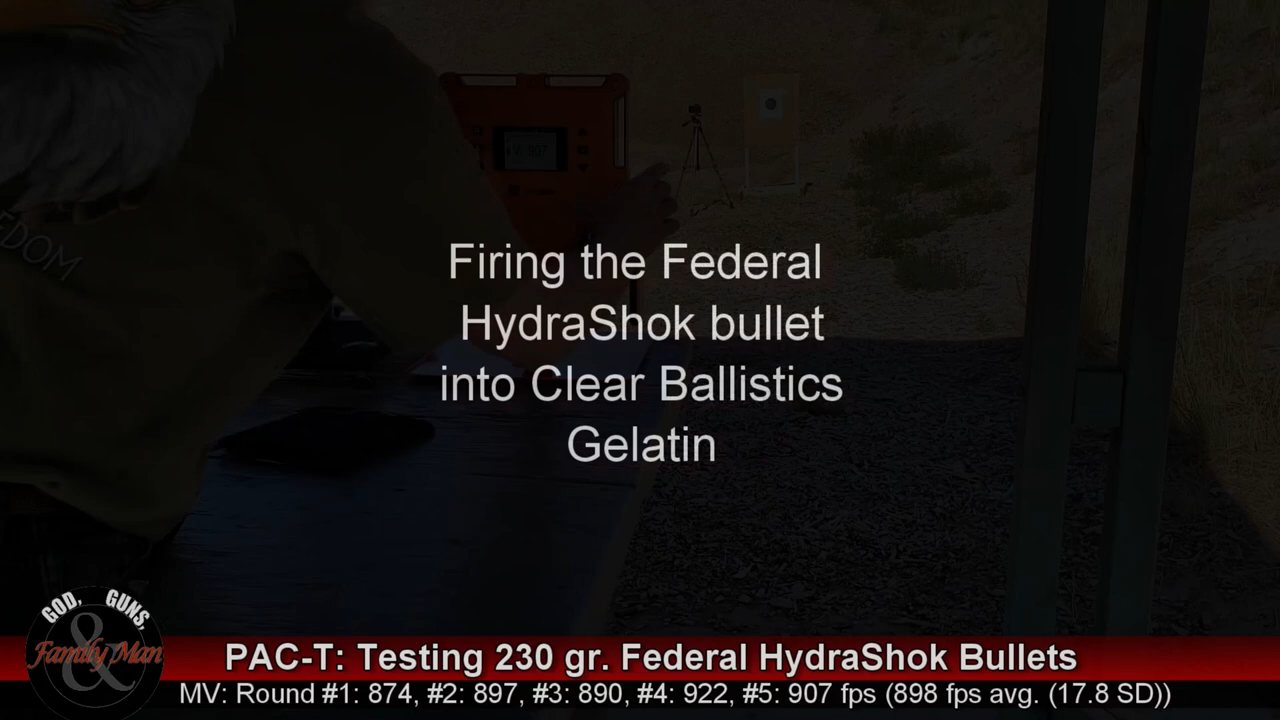 EDOM
Firing the Federal
HydraShok bullet
into Clear Ballistics
Gelatin
GOD, GUNS,
&
Family Man
PAC-T: Testing 230 gr. Federal HydraShok Bullets
MV: Round #1: 874, #2: 897, #3: 890, #4: 922, #5: 907 fps (898 fps avg. (17.8 SD))